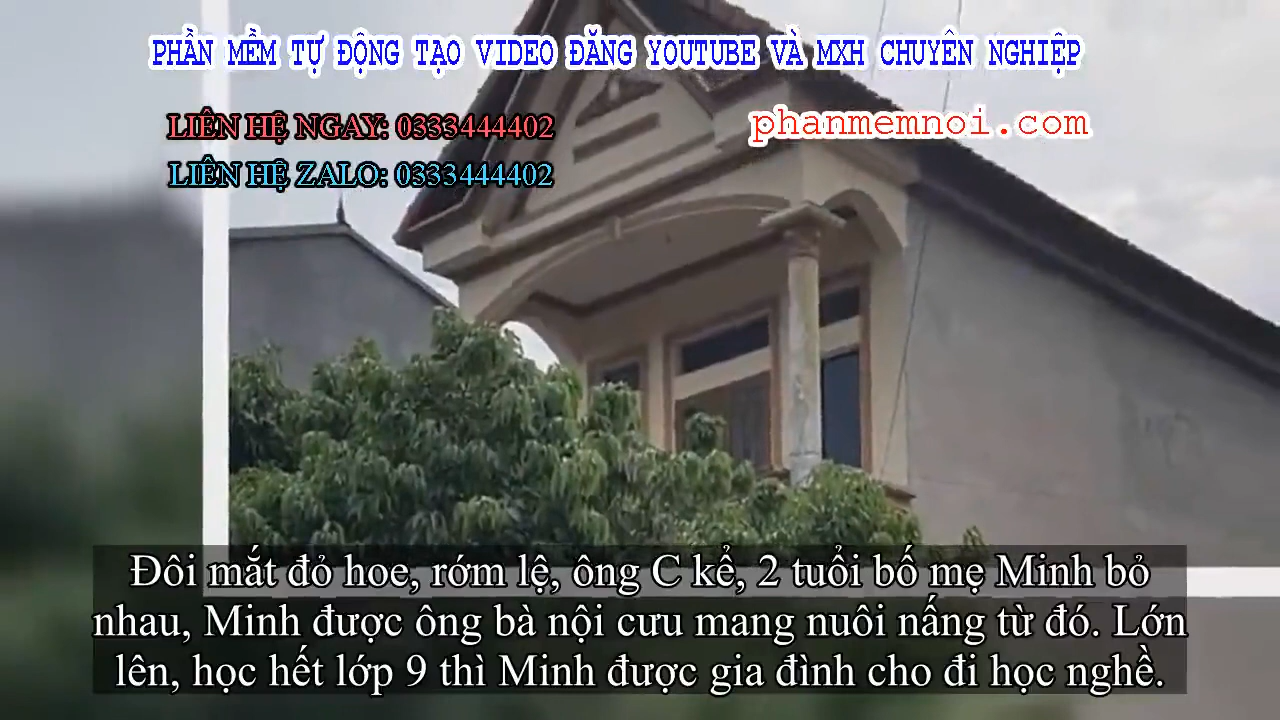 PHẦN MỀM TỰ ĐỘNG TẠO VIDEO ĐĂNG YOUTUBE VÀ MXH CHUYÊN NGHIỆP
LIÊN HỆ NGAY: 0333444402
phanmemnoi.com
LIÊN HỆ ZALO: 0333444402
Đôi mắt đỏ hoe, rớm lệ, ông C kể, 2 tuổi bố mẹ Minh bỏ
nhau, Minh được ông bà nội cưu mang nuôi nấng từ đó. Lớn
lên, học hết lớp 9 thì Minh được gia đình cho đi học nghề.